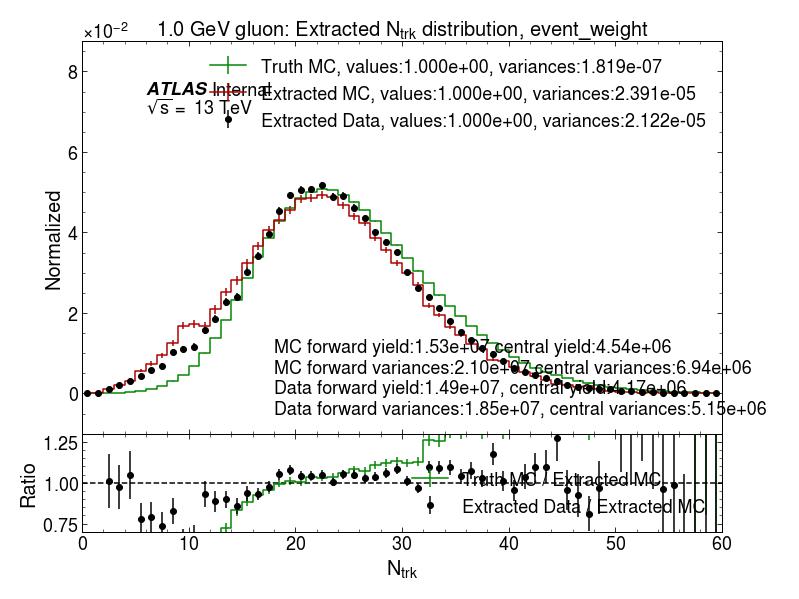 ×10⁻² 1.0 GeV gluon: Extracted N_trk distribution, event_weight
8
6
4
2
0
Normalized
ATLAS Internal
√s = 13 TeV
Truth MC, values:1.000e+00, variances:1.819e-07
Extracted MC, values:1.000e+00, variances:2.391e-05
Extracted Data, values:1.000e+00, variances:2.122e-05
MC forward yield:1.53e+07, central yield:4.54e+06
MC forward variances:2.10e+07, central variances:6.94e+06
Data forward yield:1.49e+07, central yield:4.17e+06
Data forward variances:1.85e+07, central variances:5.15e+06
1.25
1.00
0.75
Ratio
Truth MC / Extracted MC
Extracted Data / Extracted MC
0 10 20 30 40 50 60
N_trk